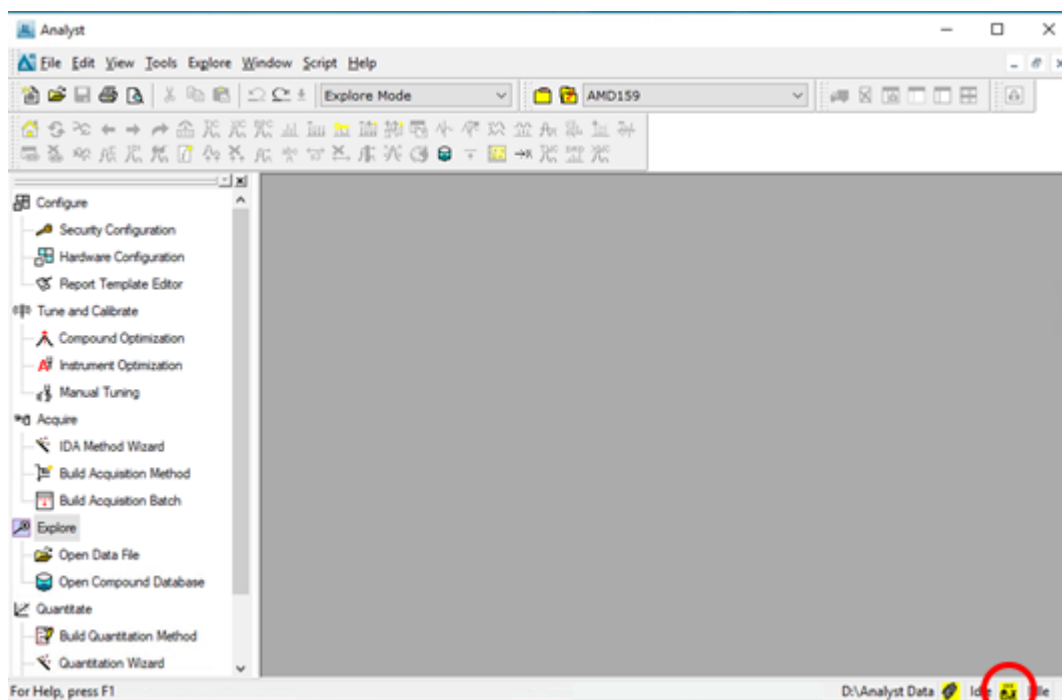 Analyst
File Edit View Tools Explore Window Script Help
Explore Mode AMD159
Configure
Security Configuration
Hardware Configuration
Report Template Editor
Tune and Calibrate
Compound Optimization
Instrument Optimization
Manual Tuning
Acquire
IDA Method Wizard
Build Acquisition Method
Build Acquisition Batch
Explore
Open Data File
Open Compound Database
Quantitate
Build Quantitation Method
Quantitation Wizard
For Help, press F1 D:\Analyst Data